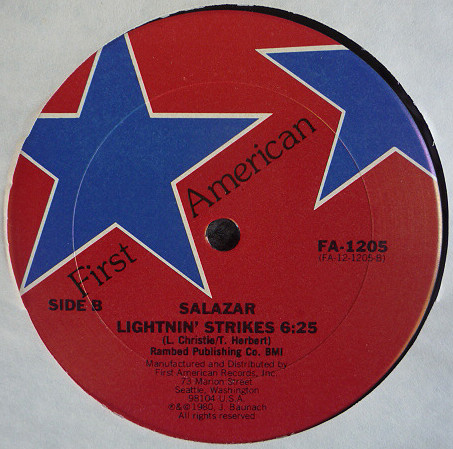 First American
FA-1205
(FA-12-1205-B)
SIDE B
SALAZAR
LIGHTNIN' STRIKES 6:25
(L. Christie/T. Herbert)
Rambed Publishing Co. BMI
Manufactured and Distributed by
First American Records, Inc.
73 Marion Street
Seattle, Washington
98104 U.S.A.
℗&© 1980, J. Baunach
All rights reserved